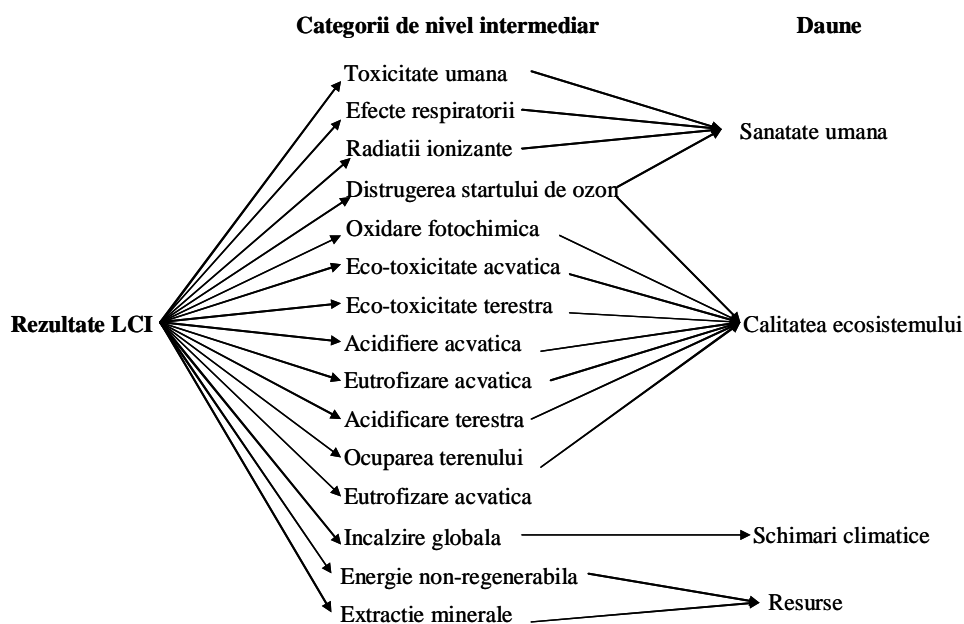 Categorii de nivel intermediar
Daune
Toxicitate umana
Efecte respiratorii
Radiatii ionizante
Distrugerea startului de ozon
Oxidare fotochimica
Eco-toxicitate acvatica
Eco-toxicitate terestra
Acidifiere acvatica
Eutrofizare acvatica
Acidificare terestra
Ocuparea terenului
Eutrofizare acvatica
Incalzire globala
Energie non-regenerabila
Extractie minerale
Rezultate LCI
Sanatate umana
Calitatea ecosistemului
Schimari climatice
Resurse